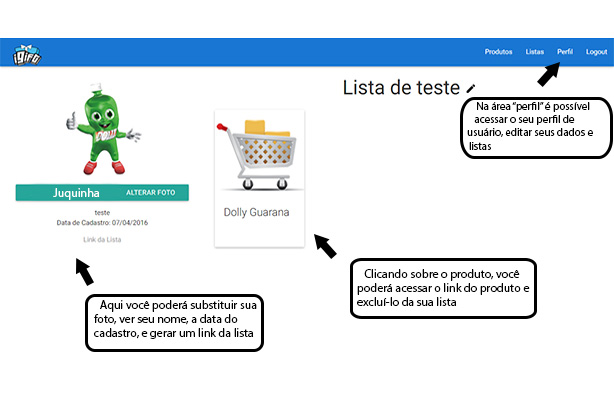 iGift
Produtos Listas Perfil Logout
Lista de teste
Na área "perfil" é possível
acessar o seu perfil de
usuário, editar seus dados e
listas
DOLLY
Juquinha ALTERAR FOTO
teste
Data de Cadastro: 07/04/2016
Link da Lista
Dolly Guarana
Clicando sobre o produto, você
poderá acessar o link do produto e
excluí-lo da sua lista
Aqui você poderá substituir sua
foto, ver seu nome, a data do
cadastro, e gerar um link da lista